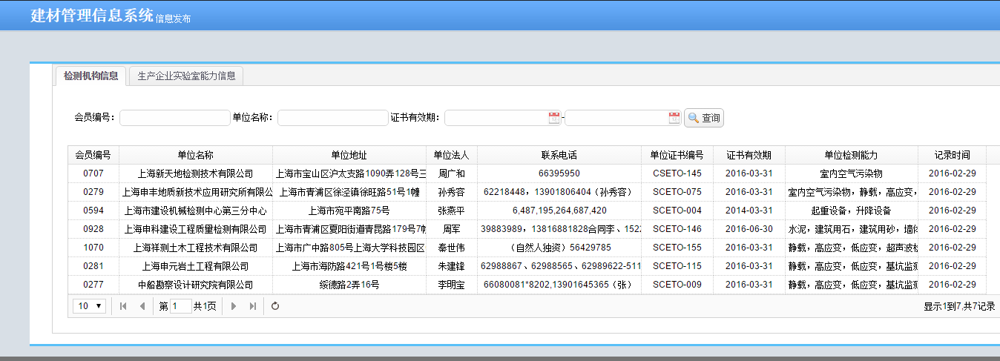 建材管理信息系统 信息发布
检测机构信息 生产企业实验室能力信息
会员编号： 单位名称： 证书有效期： - 查询
会员编号 单位名称 单位地址 单位法人 联系电话 单位证书编号 证书有效期 单位检测能力 记录时间
0707 上海新天地检测技术有限公司 上海市宝山区沪太支路1090弄128号三 周广和 66395950 CSETO-145 2016-03-31 室内空气污染物 2016-02-29
0279 上海申丰地质新技术应用研究所有限公 上海市青浦区徐泾镇徐旺路51号1幢 孙秀容 62218448，13901806404（孙秀容） SCETO-075 2016-03-31 室内空气污染物，静载，高应变， 2016-02-29
0594 上海市建设机械检测中心第三分中心 上海市宛平南路75号 张燕平 6,487,195,264,687,420 SCETO-004 2014-03-31 起重设备，升降设备 2016-02-29
0928 上海申科建设工程质量检测有限公司 上海市青浦区夏阳街道青昆路179号7幢 周军 39883989，13816881828合同李、1522 SCETO-146 2016-06-30 水泥，建筑用石，建筑用砂，墙体 2016-02-29
1070 上海祥测土木工程技术有限公司 上海市广中路805号上海大学科技园区 秦世伟 （自然人独资）56429785 SCETO-155 2016-03-31 静载，高应变，低应变，超声波检 2016-02-29
0281 上海申元岩土工程有限公司 上海市海防路421号1号楼5楼 朱建锋 62988867、62988565、62989622-511 SCETO-115 2016-03-31 静载，高应变，低应变，基坑监测 2016-02-29
0277 中船勘察设计研究院有限公司 绥德路2弄16号 李明宝 66080081*8202,13901645365（张） SCETO-009 2016-03-31 静载，高应变，低应变，基坑监测 2016-02-29
10 第 1 共1页 显示1到7,共7记录